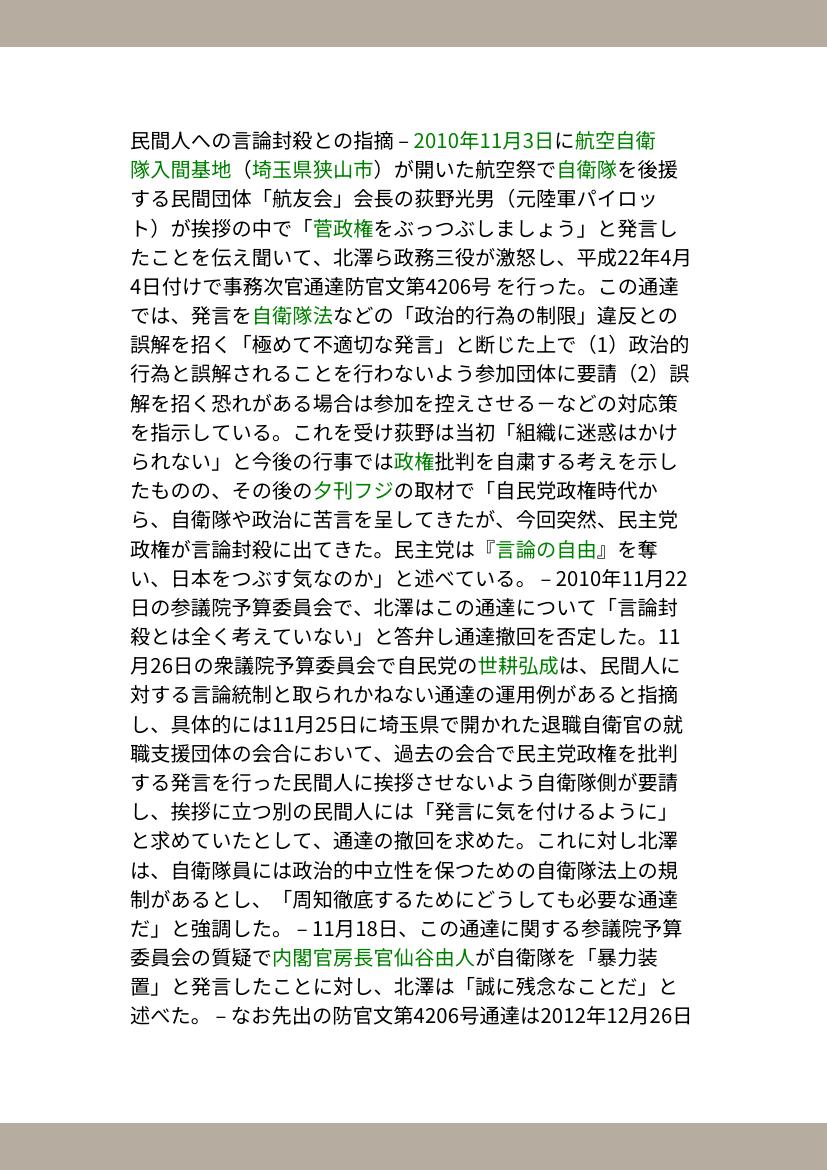 民間人への言論封殺との指摘 – 2010年11月3日に航空自衛
隊入間基地（埼玉県狭山市）が開いた航空祭で自衛隊を後援
する民間団体「航友会」会長の荻野光男（元陸軍パイロッ
ト）が挨拶の中で「菅政権をぶっつぶしましょう」と発言し
たことを伝え聞いて、北澤ら政務三役が激怒し、平成22年4月
4日付けで事務次官通達防官文第4206号 を行った。この通達
では、発言を自衛隊法などの「政治的行為の制限」違反との
誤解を招く「極めて不適切な発言」と断じた上で（1）政治的
行為と誤解されることを行わないよう参加団体に要請（2）誤
解を招く恐れがある場合は参加を控えさせる－などの対応策
を指示している。これを受け荻野は当初「組織に迷惑はかけ
られない」と今後の行事では政権批判を自粛する考えを示し
たものの、その後の夕刊フジの取材で「自民党政権時代か
ら、自衛隊や政治に苦言を呈してきたが、今回突然、民主党
政権が言論封殺に出てきた。民主党は『言論の自由』を奪
い、日本をつぶす気なのか」と述べている。 – 2010年11月22
日の参議院予算委員会で、北澤はこの通達について「言論封
殺とは全く考えていない」と答弁し通達撤回を否定した。11
月26日の衆議院予算委員会で自民党の世耕弘成は、民間人に
対する言論統制と取られかねない通達の運用例があると指摘
し、具体的には11月25日に埼玉県で開かれた退職自衛官の就
職支援団体の会合において、過去の会合で民主党政権を批判
する発言を行った民間人に挨拶させないよう自衛隊側が要請
し、挨拶に立つ別の民間人には「発言に気を付けるように」
と求めていたとして、通達の撤回を求めた。これに対し北澤
は、自衛隊員には政治的中立性を保つための自衛隊法上の規
制があるとし、「周知徹底するためにどうしても必要な通達
だ」と強調した。 – 11月18日、この通達に関する参議院予算
委員会の質疑で内閣官房長官仙谷由人が自衛隊を「暴力装
置」と発言したことに対し、北澤は「誠に残念なことだ」と
述べた。 – なお先出の防官文第4206号通達は2012年12月26日